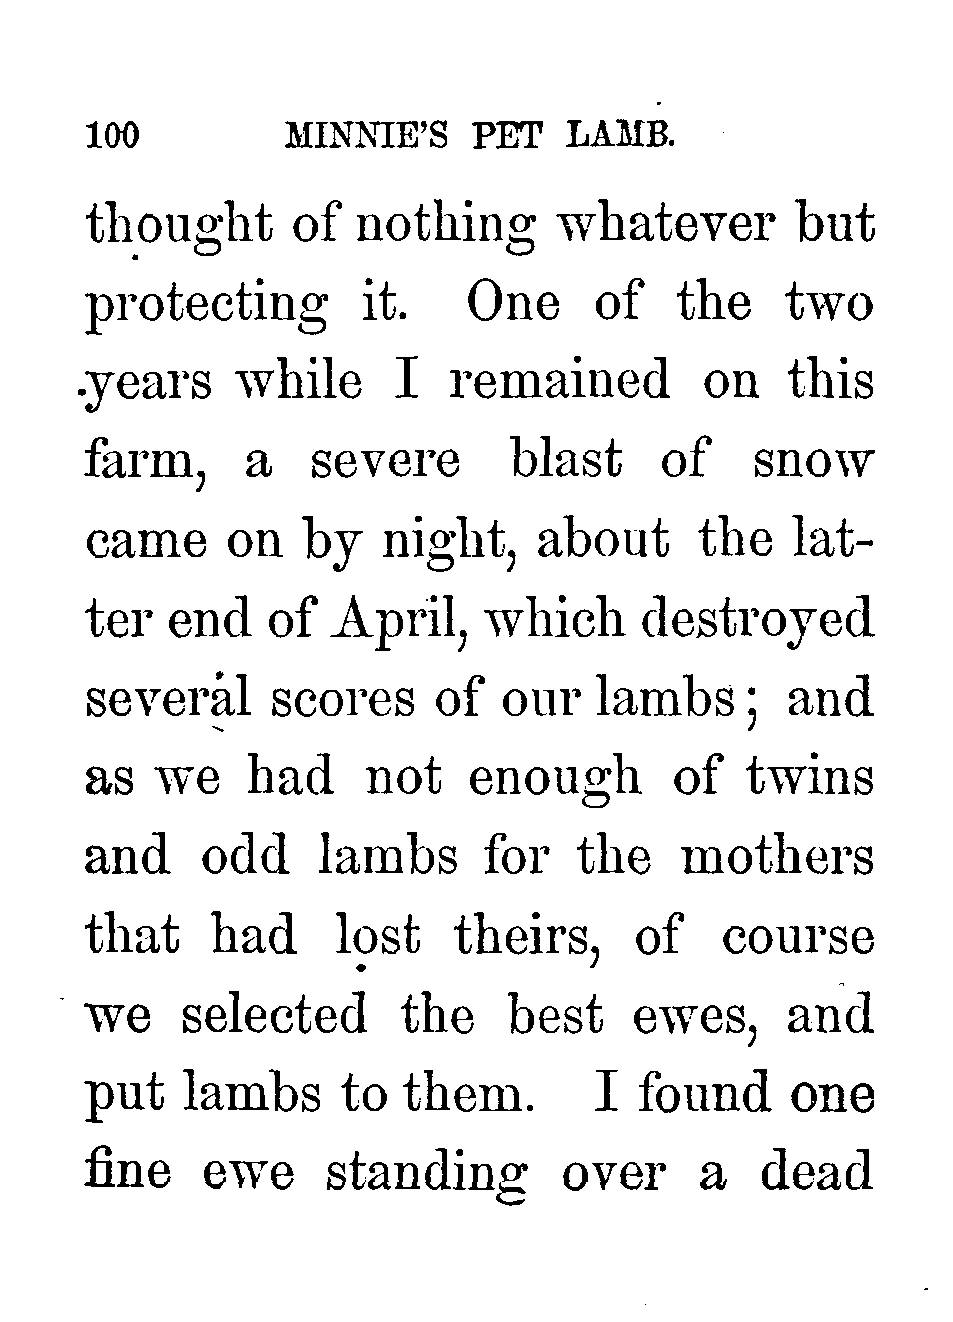 100 MINNIE'S PET LAMB.
thought of nothing whatever but
protecting it. One of the two
years while I remained on this
farm, a severe blast of snow
came on by night, about the lat-
ter end of April, which destroyed
several scores of our lambs; and
as we had not enough of twins
and odd lambs for the mothers
that had lost theirs, of course
we selected the best ewes, and
put lambs to them. I found one
fine ewe standing over a dead